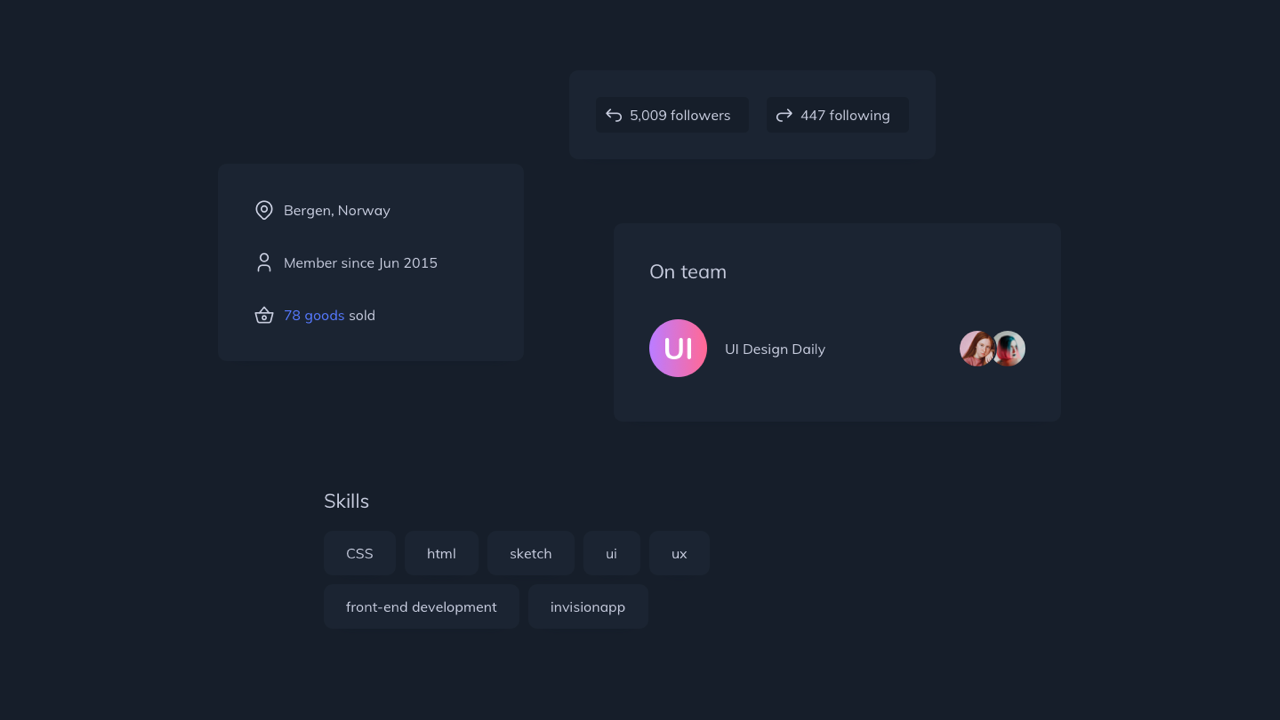 5,009 followers
447 following
Bergen, Norway
Member since Jun 2015
78 goods sold
On team
UI
UI Design Daily
Skills
CSS
html
sketch
ui
ux
front-end development
invisionapp